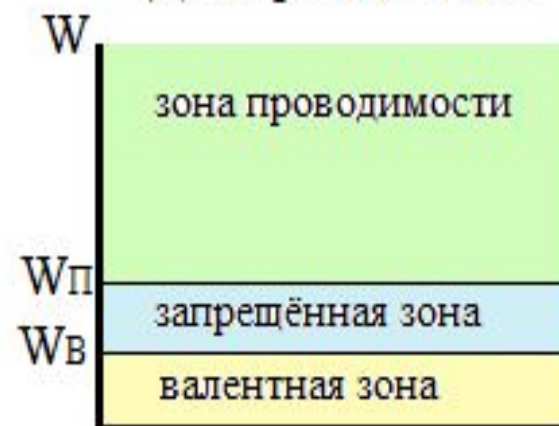 W
зона проводимости
WП
запрещённая зона
WВ
валентная зона